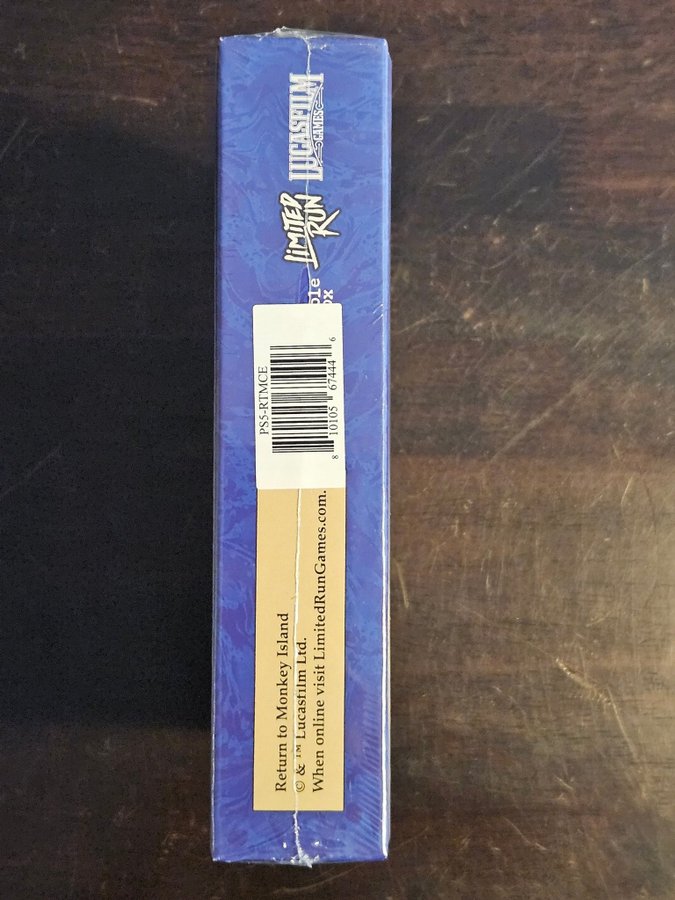 LUCASFILM
GAMES
LIMITED
RUN
PS5-RTMCE
8 10105 67444 6
Return to Monkey Island
© & ™ Lucasfilm Ltd.
When online visit LimitedRunGames.com.